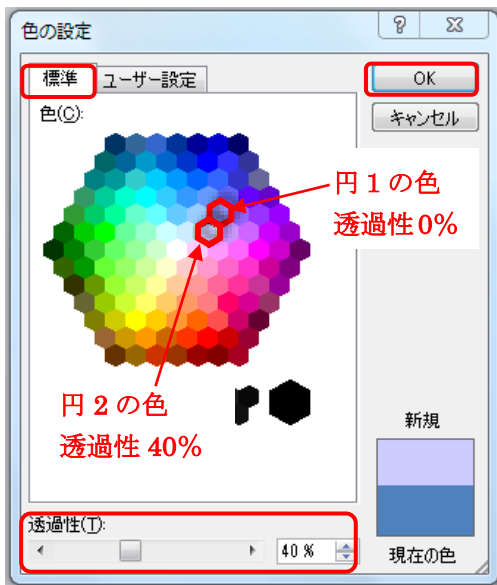 色の設定
標準
ユーザー設定
OK
キャンセル
色(C):
円1の色
透過性0%
円2の色
透過性40%
新規
現在の色
透過性(T):
40 %